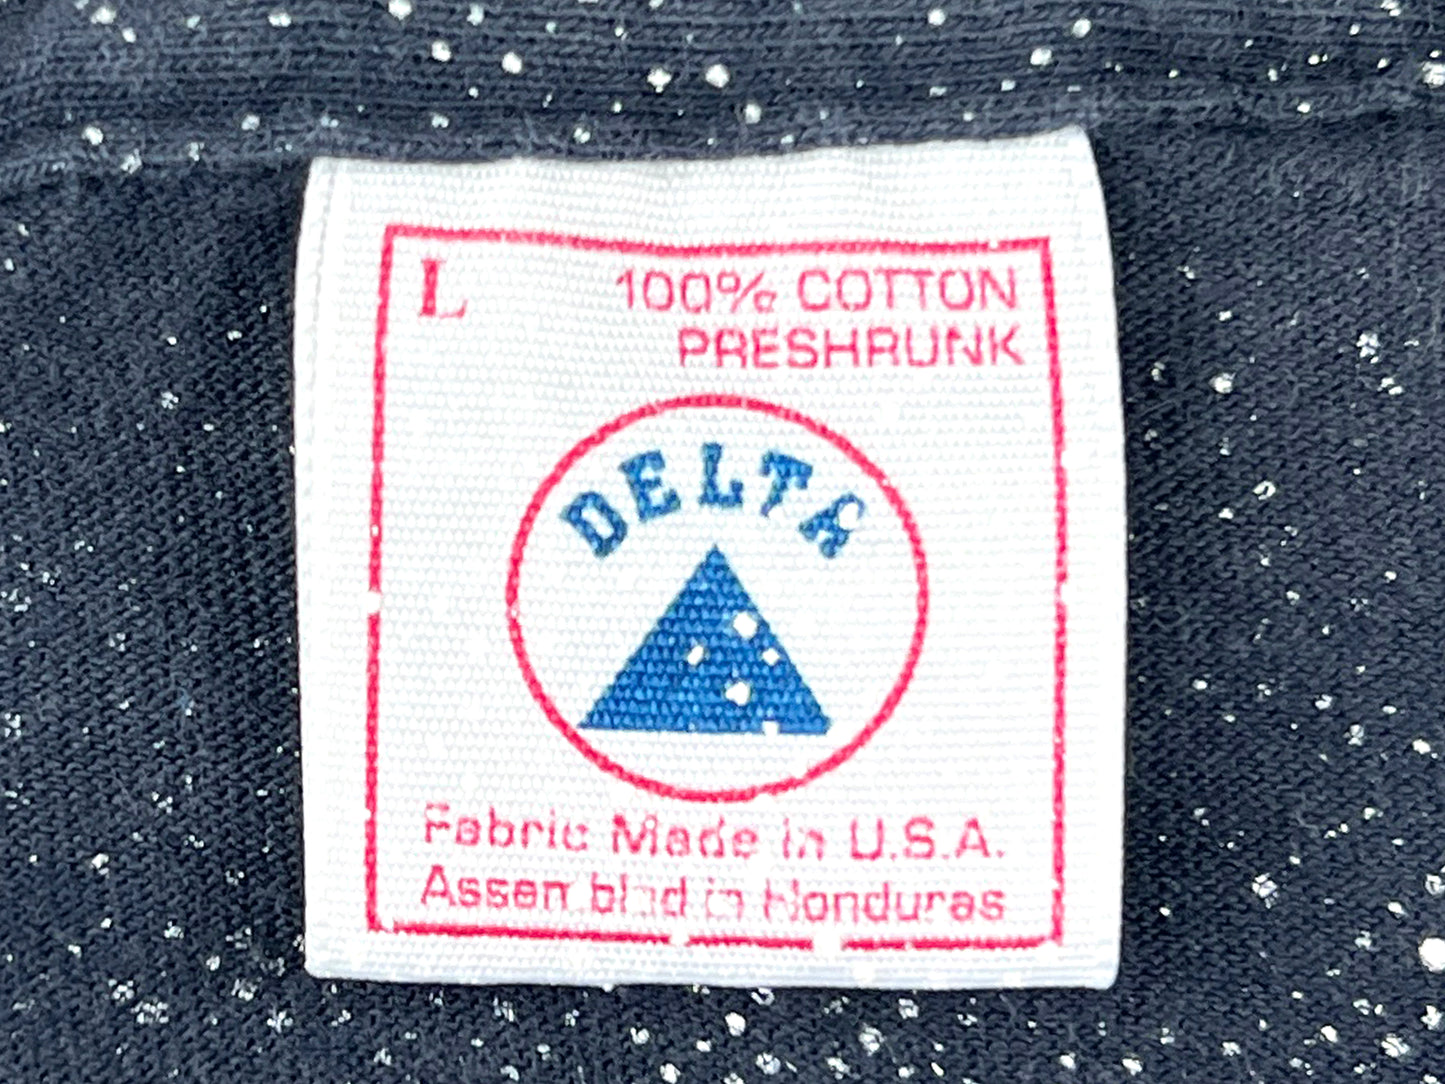 L 100% COTTON
PRESHRUNK
DELTA
Fabric Made in U.S.A.
Assembled in Honduras